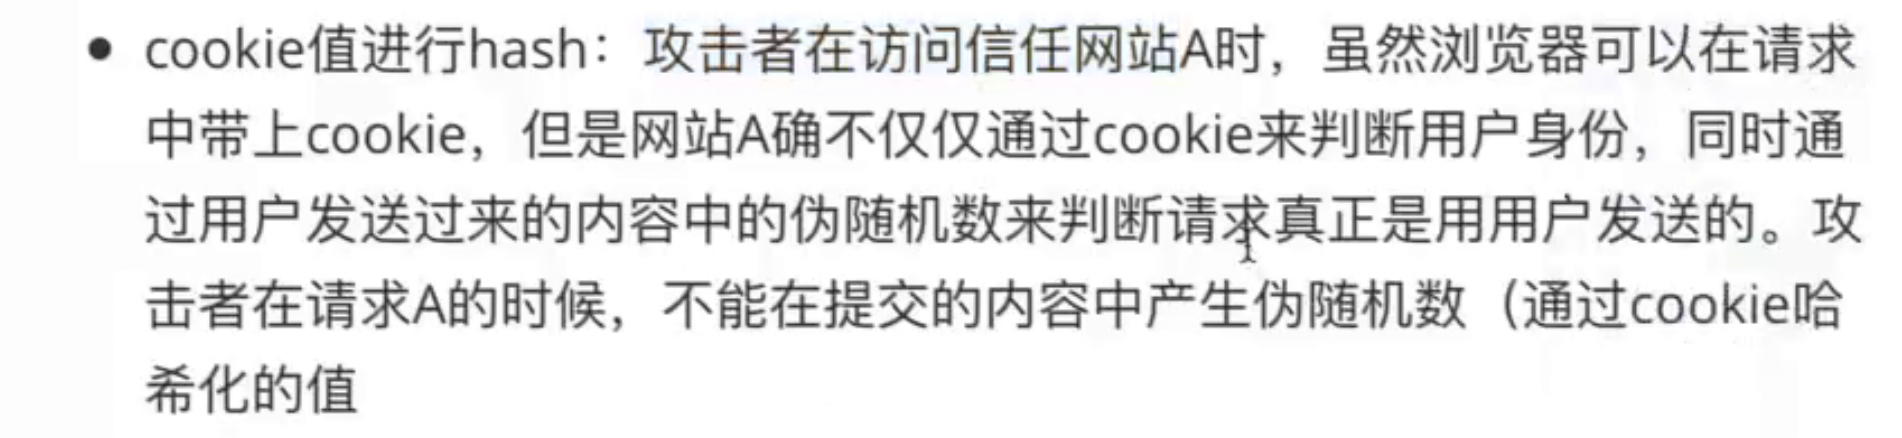 • cookie值进行hash：攻击者在访问信任网站A时，虽然浏览器可以在请求
中带上cookie，但是网站A确不仅仅通过cookie来判断用户身份，同时通
过用户发送过来的内容中的伪随机数来判断请求真正是用用户发送的。攻
击者在请求A的时候，不能在提交的内容中产生伪随机数（通过cookie哈
希化的值